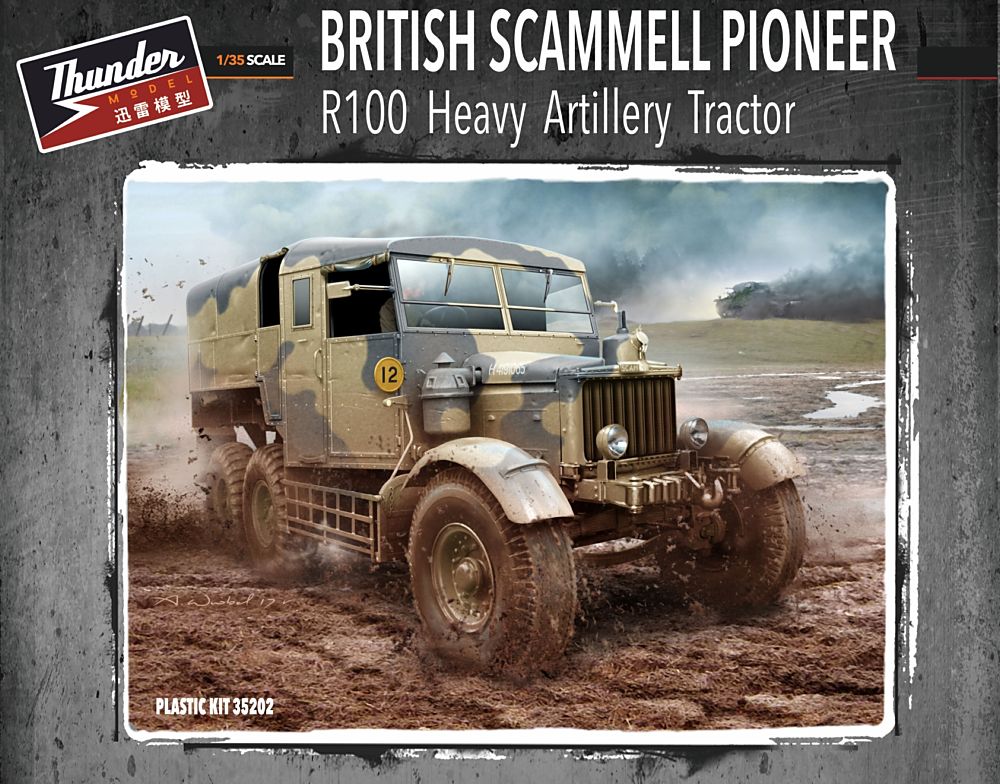 Thunder
MODEL
迅雷模型
1/35 SCALE
BRITISH SCAMMELL PIONEER
R100 Heavy Artillery Tractor
12
PLASTIC KIT 35202